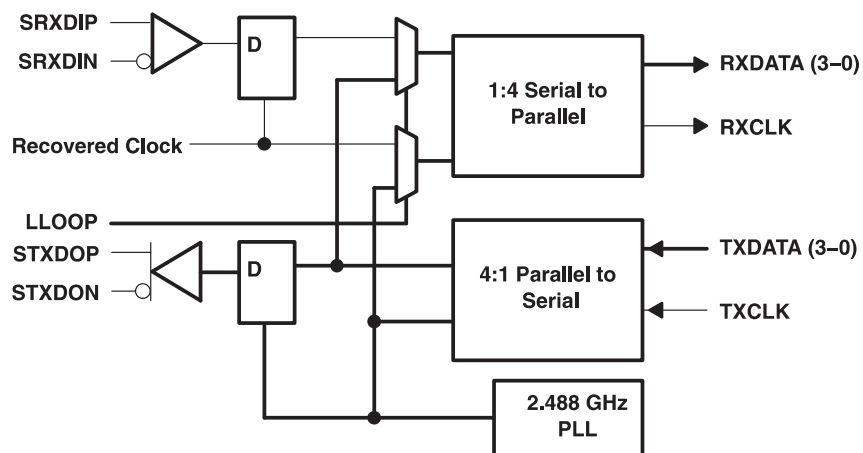 SRXDIP
SRXDIN
D
1:4 Serial to
Parallel
RXDATA (3–0)
RXCLK
Recovered Clock
LLOOP
STXDOP
STXDON
D
4:1 Parallel to
Serial
TXDATA (3–0)
TXCLK
2.488 GHz
PLL